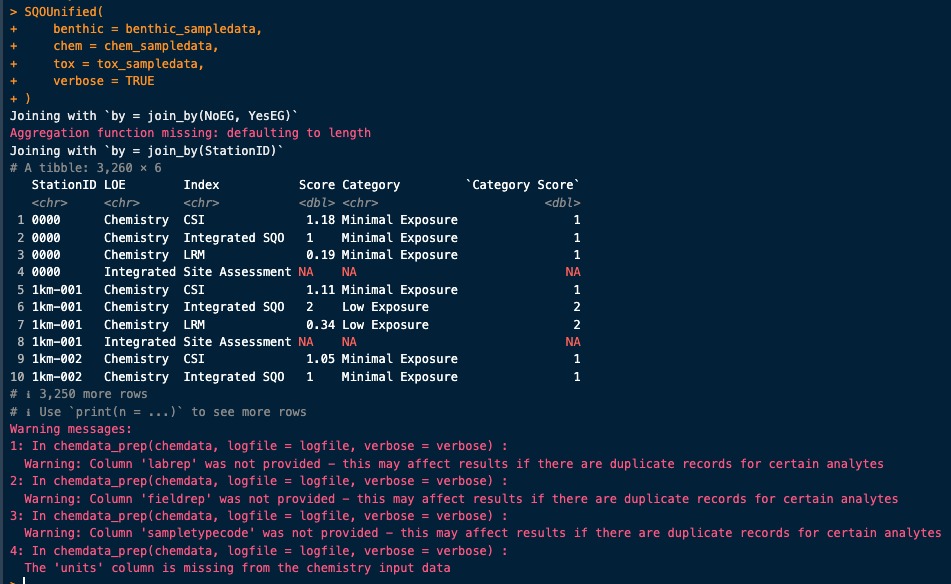 > SQOUnified(
+     benthic = benthic_sampledata,
+     chem = chem_sampledata,
+     tox = tox_sampledata,
+     verbose = TRUE
+ )
Joining with `by = join_by(NoEG, YesEG)`
Aggregation function missing: defaulting to length
Joining with `by = join_by(StationID)`
# A tibble: 3,260 × 6
   StationID LOE        Index           Score Category         `Category Score`
   <chr>     <chr>      <chr>           <dbl> <chr>                       <dbl>
 1 0000      Chemistry  CSI              1.18 Minimal Exposure                1
 2 0000      Chemistry  Integrated SQO   1    Minimal Exposure                1
 3 0000      Chemistry  LRM              0.19 Minimal Exposure                1
 4 0000      Integrated Site Assessment NA    NA                             NA
 5 1km-001   Chemistry  CSI              1.11 Minimal Exposure                1
 6 1km-001   Chemistry  Integrated SQO   2    Low Exposure                    2
 7 1km-001   Chemistry  LRM              0.34 Low Exposure                    2
 8 1km-001   Integrated Site Assessment NA    NA                             NA
 9 1km-002   Chemistry  CSI              1.05 Minimal Exposure                1
10 1km-002   Chemistry  Integrated SQO   1    Minimal Exposure                1
# ℹ 3,250 more rows
# ℹ Use `print(n = ...)` to see more rows
Warning messages:
1: In chemdata_prep(chemdata, logfile = logfile, verbose = verbose) :
  Warning: Column 'labrep' was not provided - this may affect results if there are duplicate records for certain analytes
2: In chemdata_prep(chemdata, logfile = logfile, verbose = verbose) :
  Warning: Column 'fieldrep' was not provided - this may affect results if there are duplicate records for certain analytes
3: In chemdata_prep(chemdata, logfile = logfile, verbose = verbose) :
  Warning: Column 'sampletypecode' was not provided - this may affect results if there are duplicate records for certain analytes
4: In chemdata_prep(chemdata, logfile = logfile, verbose = verbose) :
  The 'units' column is missing from the chemistry input data
>